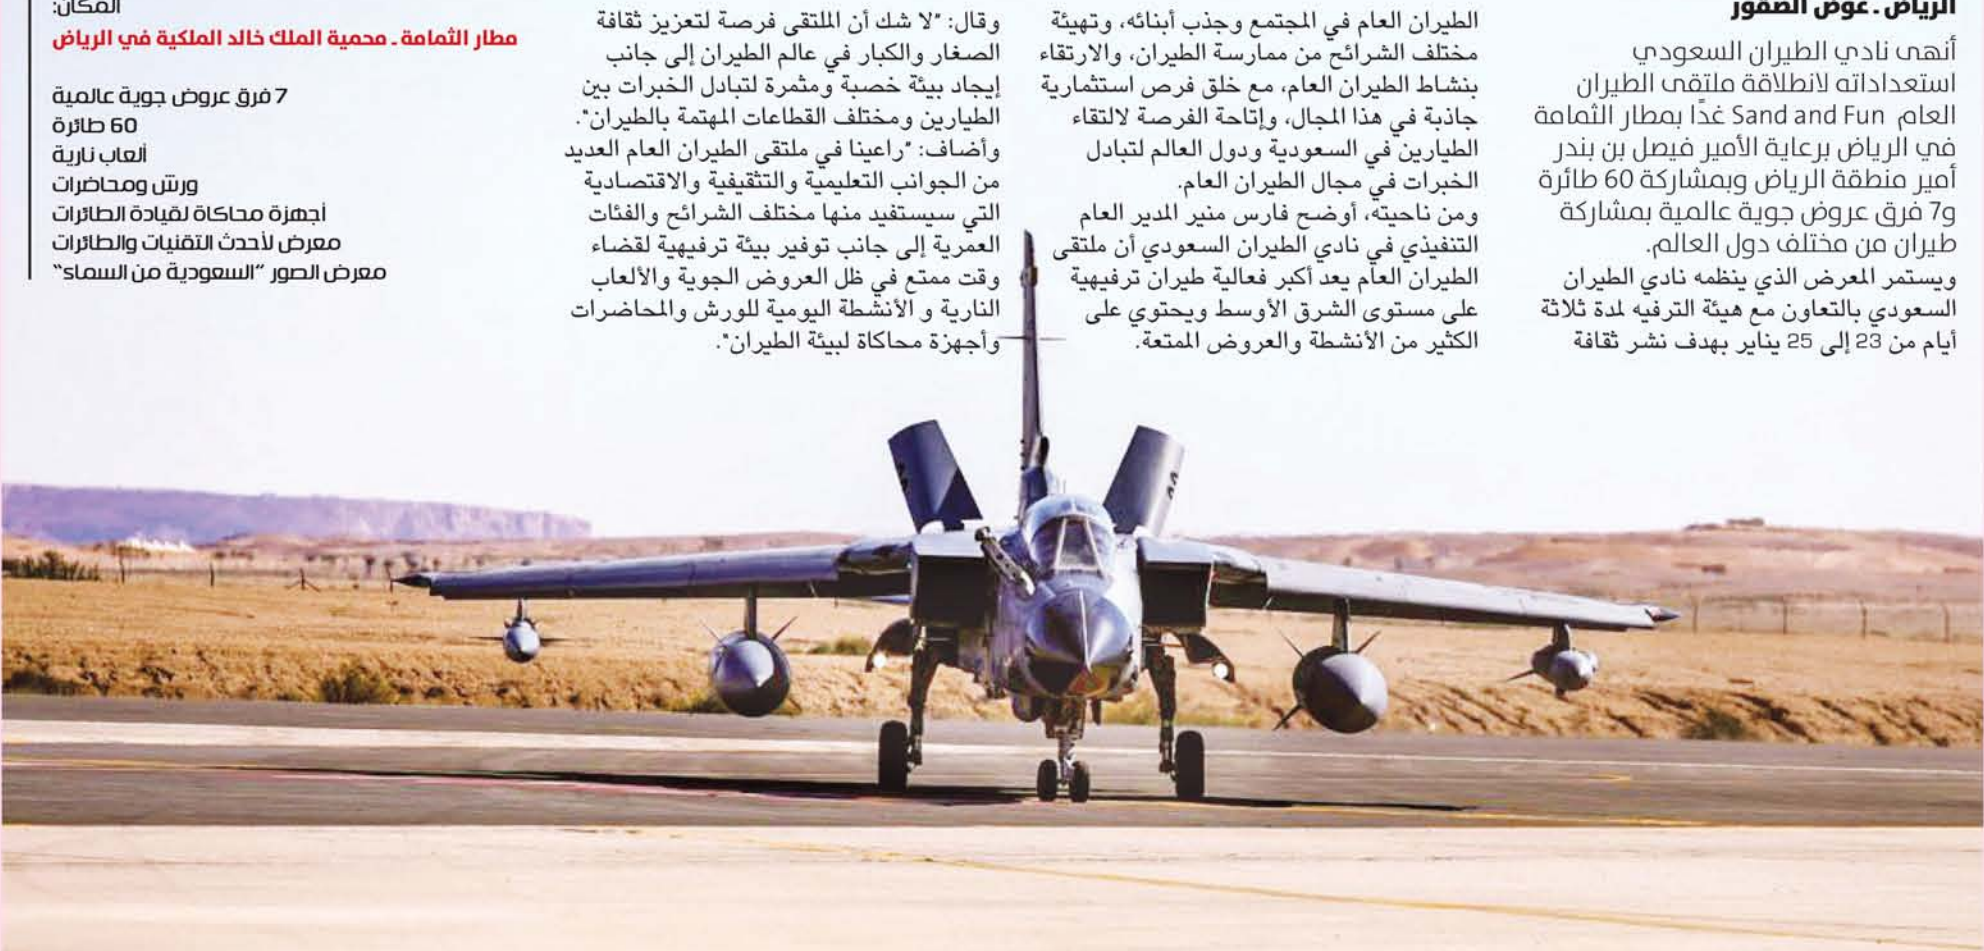 الرياض ـ عوض الصقور
أنهى نادي الطيران السعودي
استعداداته لانطلاقة ملتقى الطيران
العام Sand and Fun غدًا بمطار الثمامة
في الرياض برعاية الأمير فيصل بن بندر
أمير منطقة الرياض وبمشاركة 60 طائرة
و7 فرق عروض جوية عالمية بمشاركة
طيران من مختلف دول العالم.
ويستمر المعرض الذي ينظمه نادي الطيران
السعودي بالتعاون مع هيئة الترفيه لمدة ثلاثة
أيام من 23 إلى 25 يناير بهدف نشر ثقافة
الطيران العام في المجتمع وجذب أبنائه، وتهيئة
مختلف الشرائح من ممارسة الطيران، والارتقاء
بنشاط الطيران العام، مع خلق فرص استثمارية
جاذبة في هذا المجال، وإتاحة الفرصة لالتقاء
الطيارين في السعودية ودول العالم لتبادل
الخبرات في مجال الطيران العام.
ومن ناحيته، أوضح فارس منير المدير العام
التنفيذي في نادي الطيران السعودي أن ملتقى
الطيران العام يعد أكبر فعالية طيران ترفيهية
على مستوى الشرق الأوسط ويحتوي على
الكثير من الأنشطة والعروض الممتعة.
وقال: "لا شك أن الملتقى فرصة لتعزيز ثقافة
الصغار والكبار في عالم الطيران إلى جانب
إيجاد بيئة خصبة ومثمرة لتبادل الخبرات بين
الطيارين ومختلف القطاعات المهتمة بالطيران".
وأضاف: "راعينا في ملتقى الطيران العام العديد
من الجوانب التعليمية والتثقيفية والاقتصادية
التي سيستفيد منها مختلف الشرائح والفئات
العمرية إلى جانب توفير بيئة ترفيهية لقضاء
وقت ممتع في ظل العروض الجوية والألعاب
النارية و الأنشطة اليومية للورش والمحاضرات
وأجهزة محاكاة لبيئة الطيران".
المكان:
مطار الثمامة ـ محمية الملك خالد الملكية في الرياض
7 فرق عروض جوية عالمية
60 طائرة
ألعاب نارية
ورش ومحاضرات
أجهزة محاكاة لقيادة الطائرات
معرض لأحدث التقنيات والطائرات
معرض الصور "السعودية من السماء"